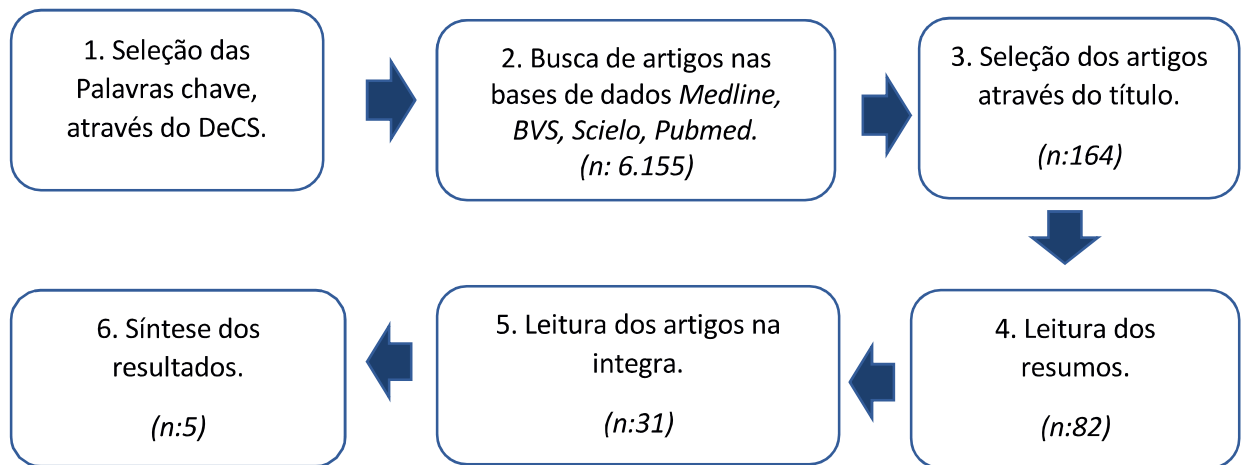 1. Seleção das
Palavras chave,
através do DeCS.
2. Busca de artigos nas
bases de dados Medline,
BVS, Scielo, Pubmed.
(n: 6.155)
3. Seleção dos artigos
através do título.
(n:164)
4. Leitura dos
resumos.
(n:82)
5. Leitura dos artigos na
integra.
(n:31)
6. Síntese dos
resultados.
(n:5)